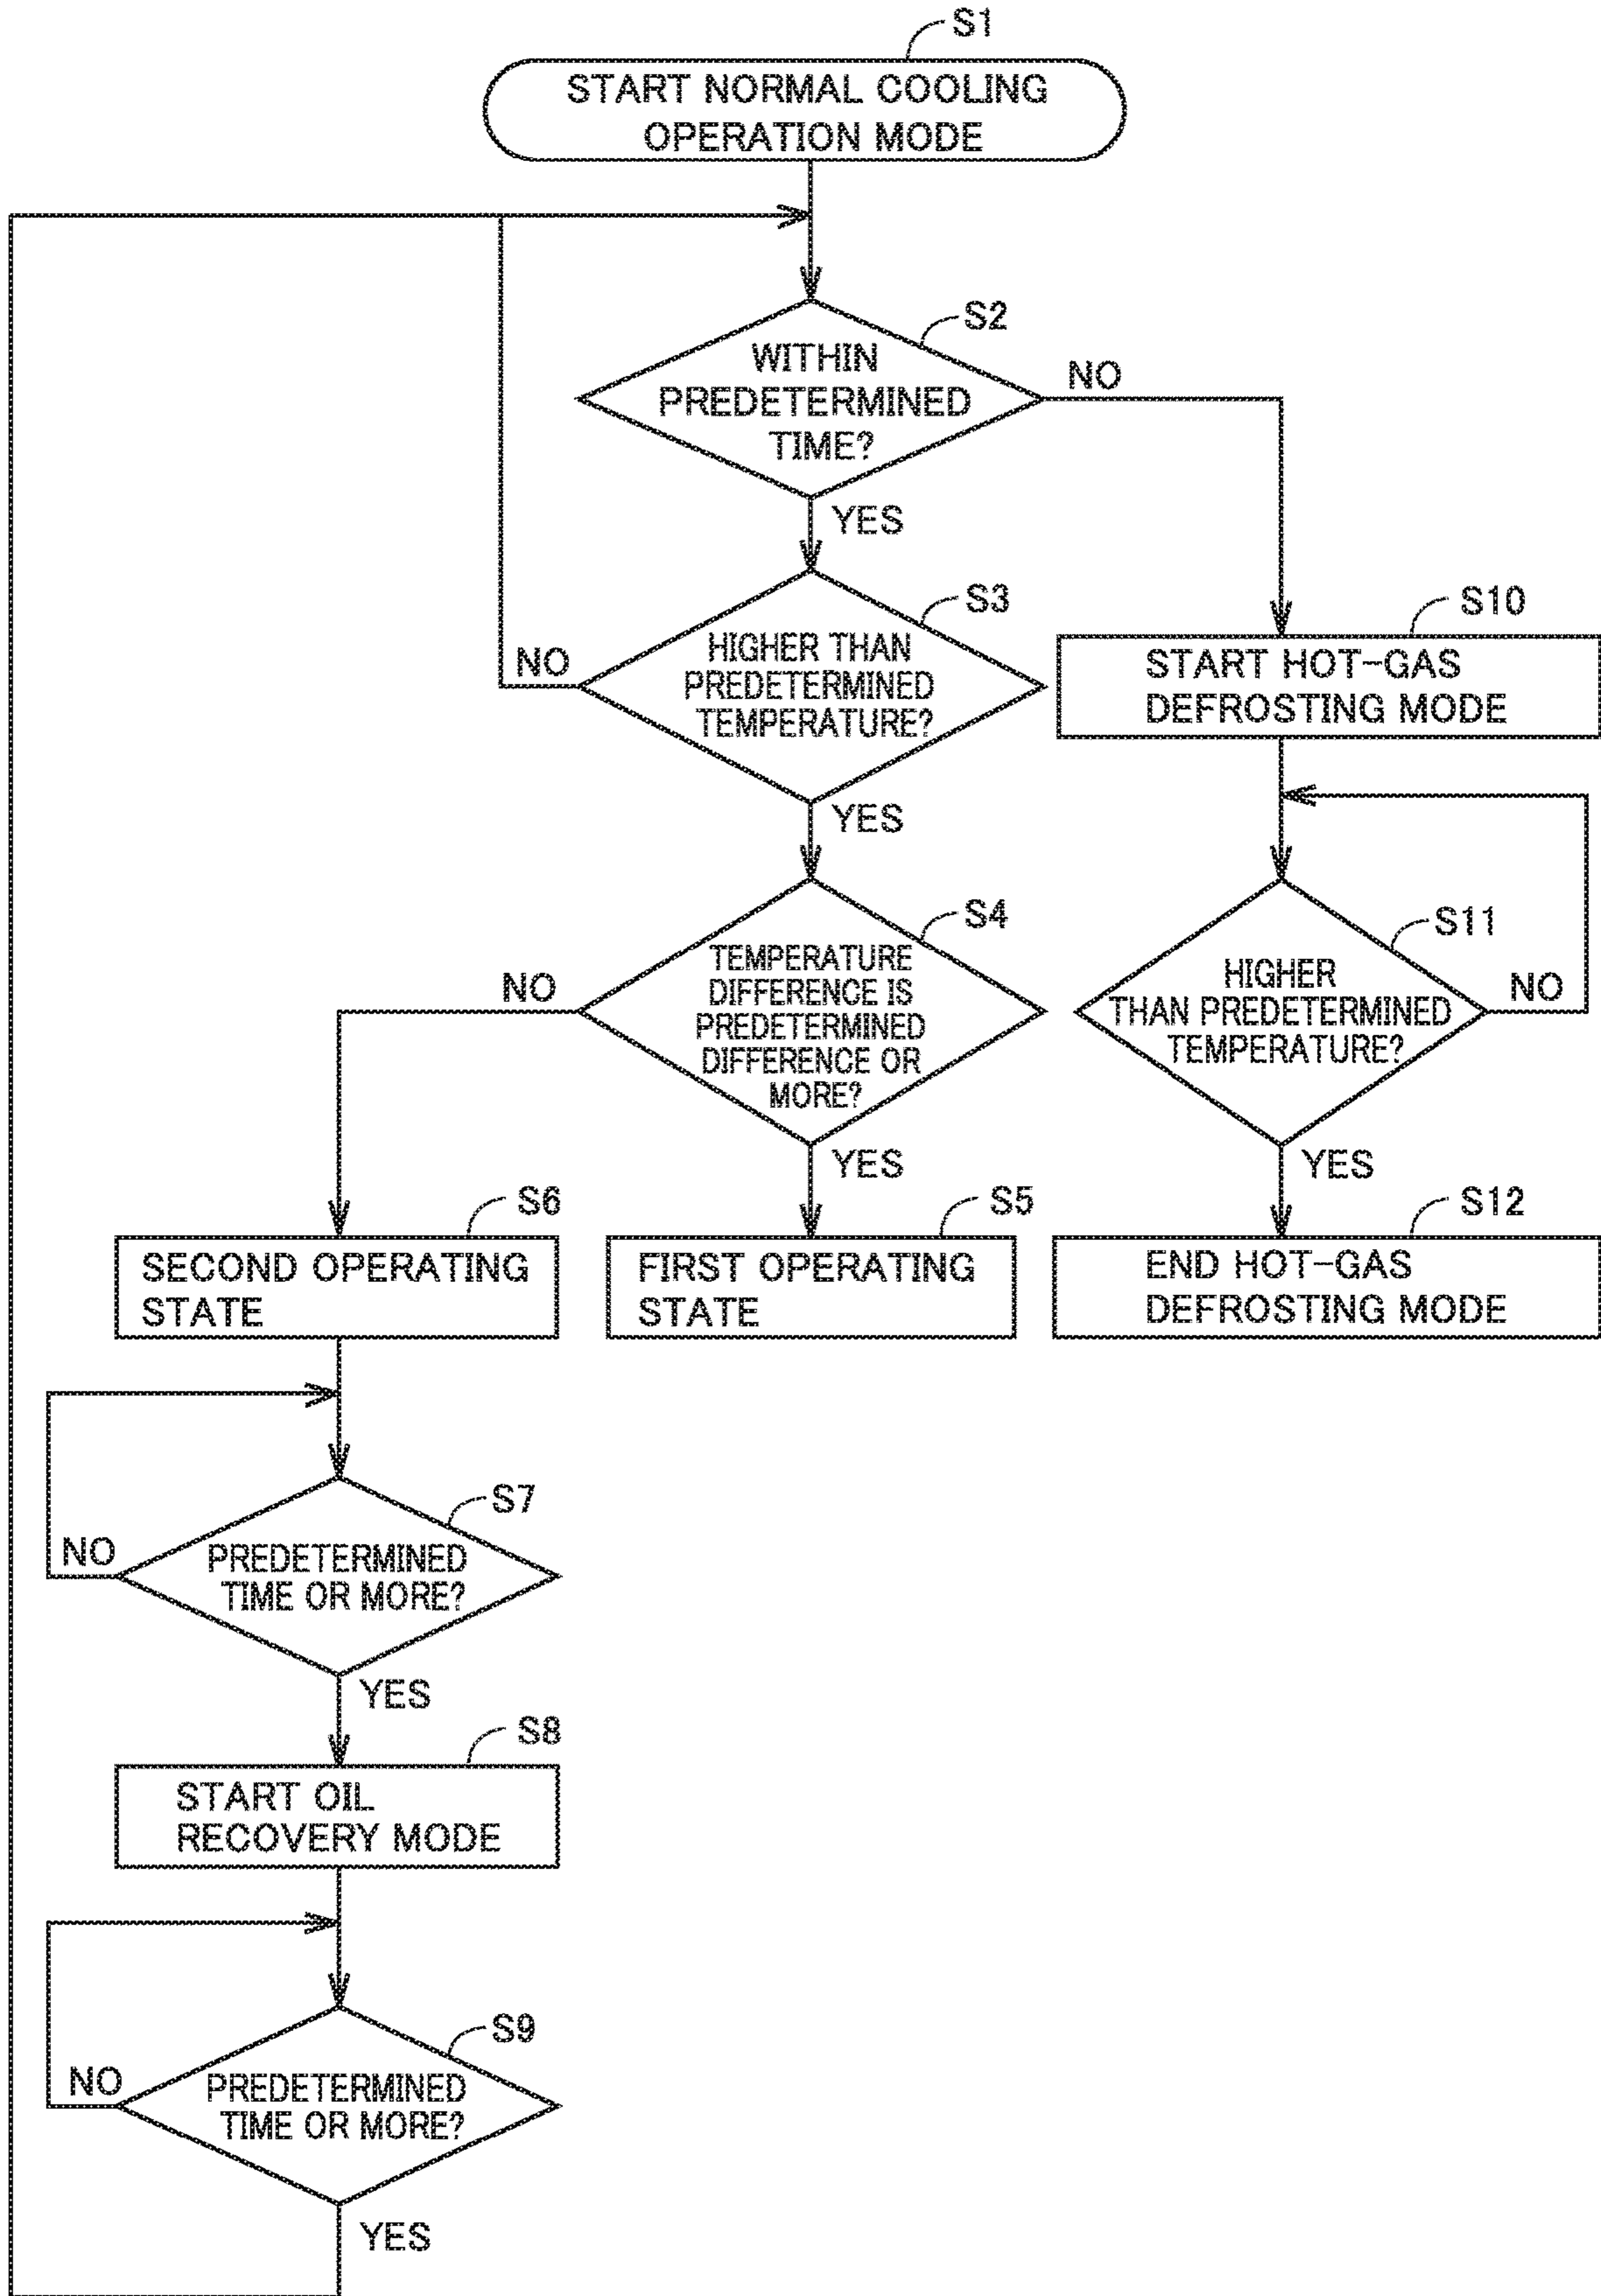 S1
START NORMAL COOLING
OPERATION MODE
S2
WITHIN
PREDETERMINED
TIME?
NO
YES
S3
HIGHER THAN
PREDETERMINED
TEMPERATURE?
NO
YES
S10
START HOT-GAS
DEFROSTING MODE
S4
TEMPERATURE
DIFFERENCE IS
PREDETERMINED
DIFFERENCE OR
MORE?
NO
YES
S11
HIGHER
THAN PREDETERMINED
TEMPERATURE?
NO
YES
S6
SECOND OPERATING
STATE
S5
FIRST OPERATING
STATE
S12
END HOT-GAS
DEFROSTING MODE
S7
PREDETERMINED
TIME OR MORE?
NO
YES
S8
START OIL
RECOVERY MODE
S9
PREDETERMINED
TIME OR MORE?
NO
YES